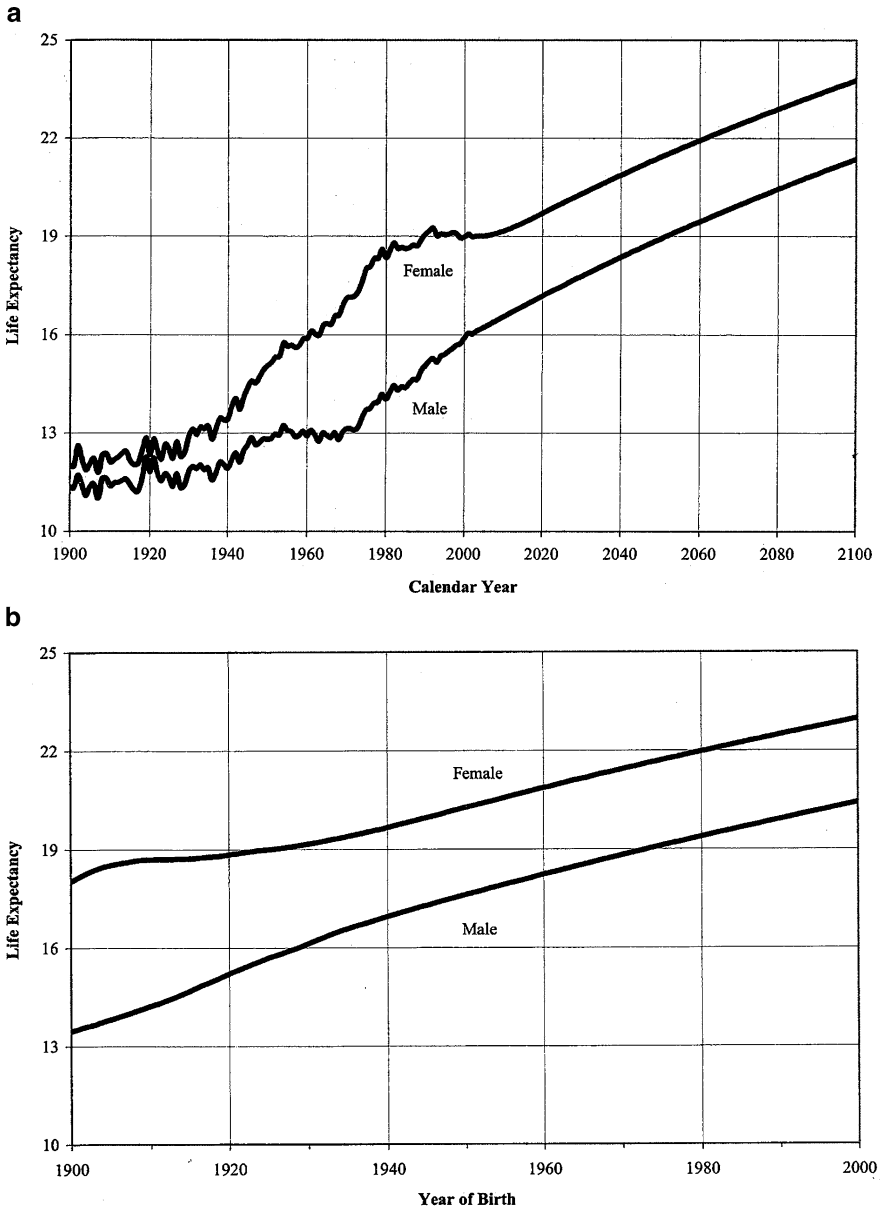 a
25
22
19
16
13
10
Life Expectancy
Female
Male
1900 1920 1940 1960 1980 2000 2020 2040 2060 2080 2100
Calendar Year
b
25
22
19
16
13
10
Life Expectancy
Female
Male
1900 1920 1940 1960 1980 2000
Year of Birth